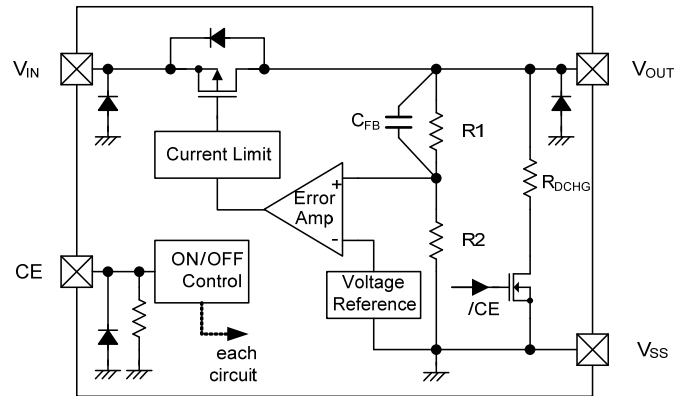 VIN
VOUT
CFB
R1
Current Limit
RDCHG
+
Error
Amp
-
R2
CE
ON/OFF
Control
Voltage
Reference
/CE
each
circuit
VSS